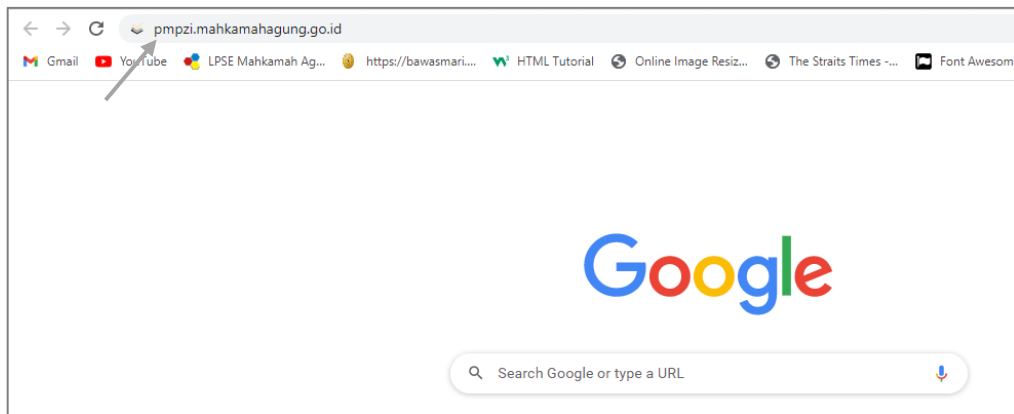 pmpzi.mahkamahagung.go.id
Gmail YouTube LPSE Mahkamah Ag... https://bawasmari.... HTML Tutorial Online Image Resiz... The Straits Times -... Font Awesom
Google
Search Google or type a URL